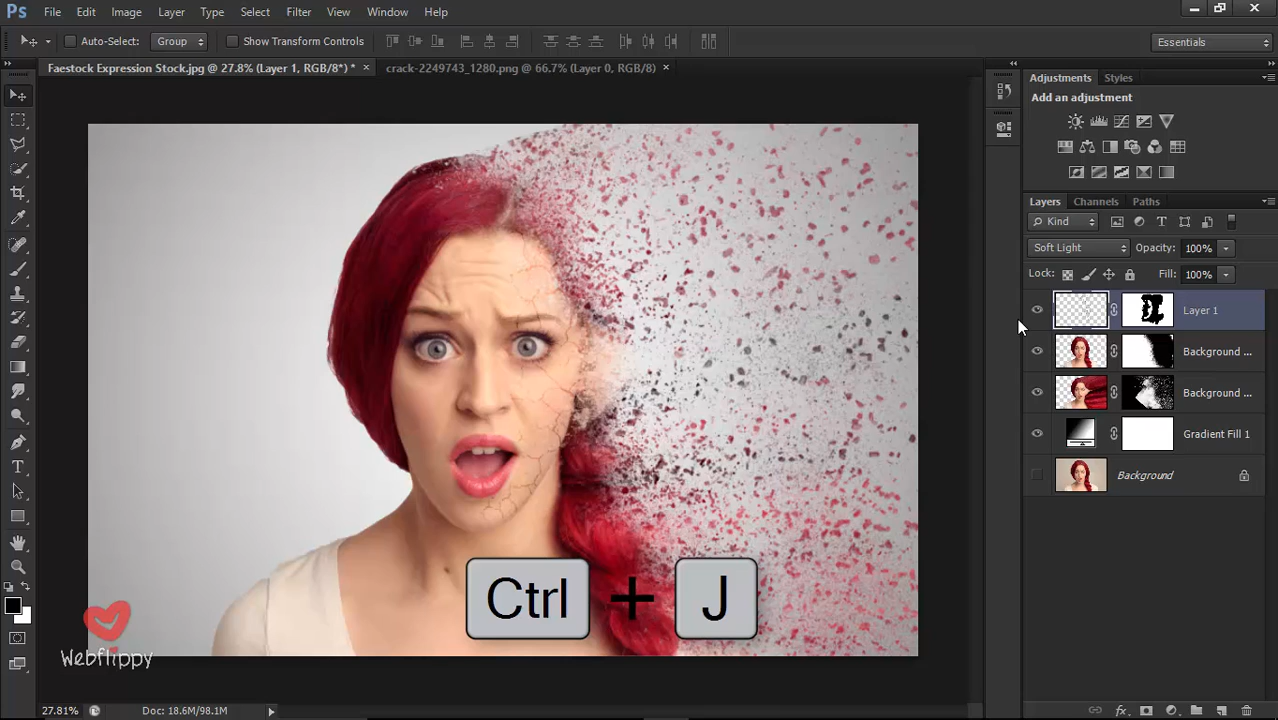 Ps File Edit Image Layer Type Select Filter View Window Help
Auto-Select: Group Show Transform Controls Essentials
Faestock Expression Stock.jpg @ 27.8% (Layer 1, RGB/8*) * × crack-2249743_1280.png @ 66.7% (Layer 0, RGB/8) ×
Adjustments Styles
Add an adjustment
Layers Channels Paths
Kind
Soft Light Opacity: 100%
Lock: Fill: 100%
Layer 1
Background ...
Background ...
Gradient Fill 1
Background
Ctrl + J
Webflippy
27.81% Doc: 18.6M/98.1M